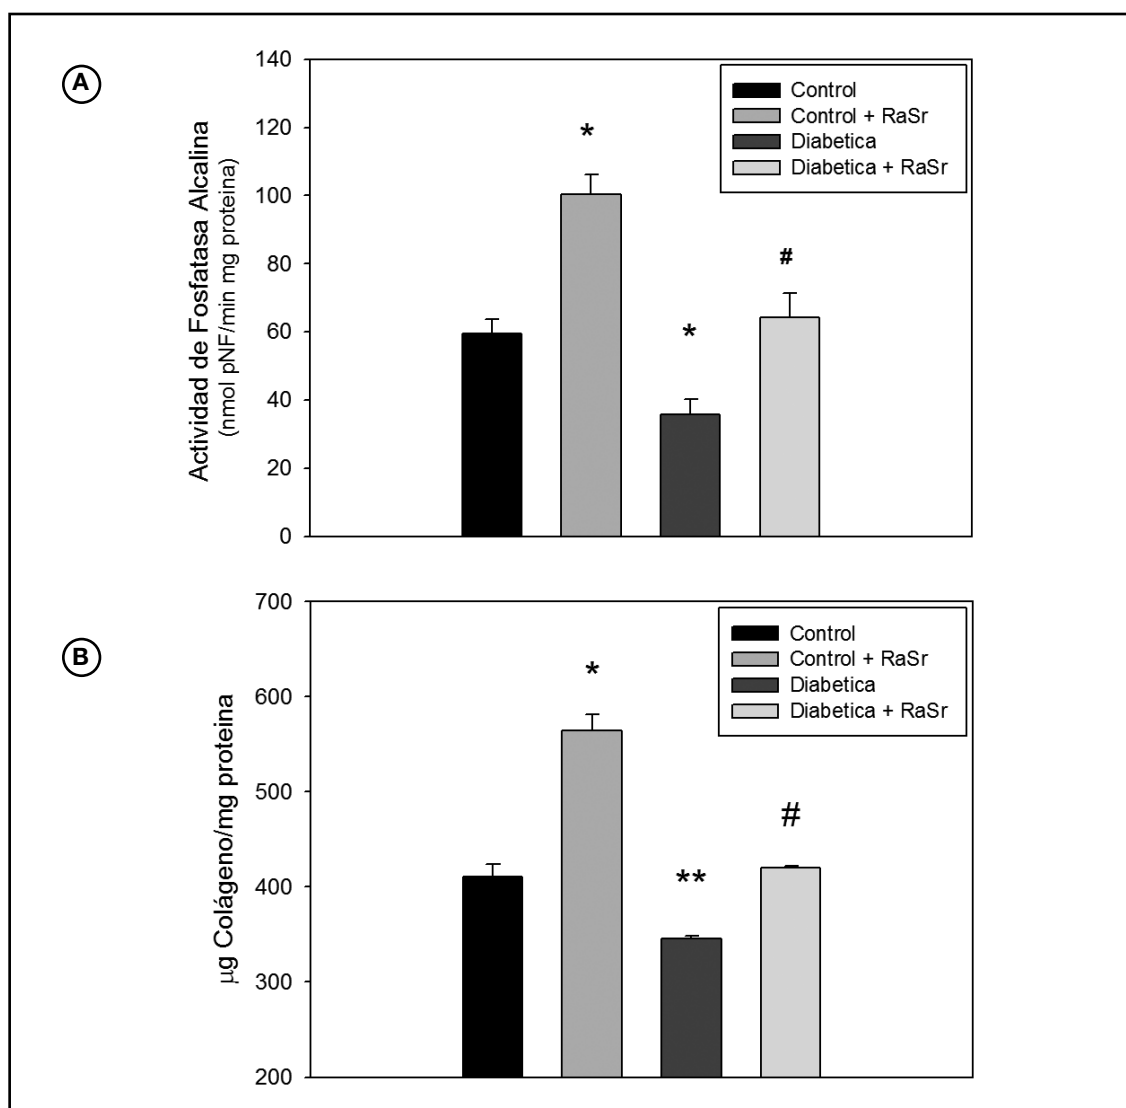 A
Actividad de Fosfatasa Alcalina
(nmol pNF/min mg proteina)
140
120
100
80
60
40
20
0
Control
Control + RaSr
Diabetica
Diabetica + RaSr
*
*
#
B
µg Colágeno/mg proteina
700
600
500
400
300
200
Control
Control + RaSr
Diabetica
Diabetica + RaSr
*
**
#